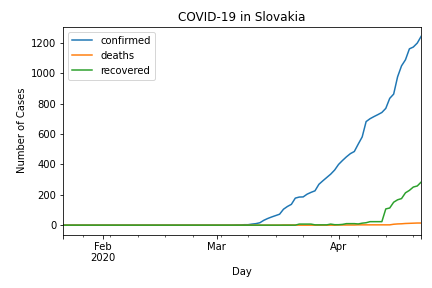 COVID-19 in Slovakia
confirmed
deaths
recovered
1200
1000
800
600
400
200
0
Number of Cases
Feb
2020
Mar
Apr
Day